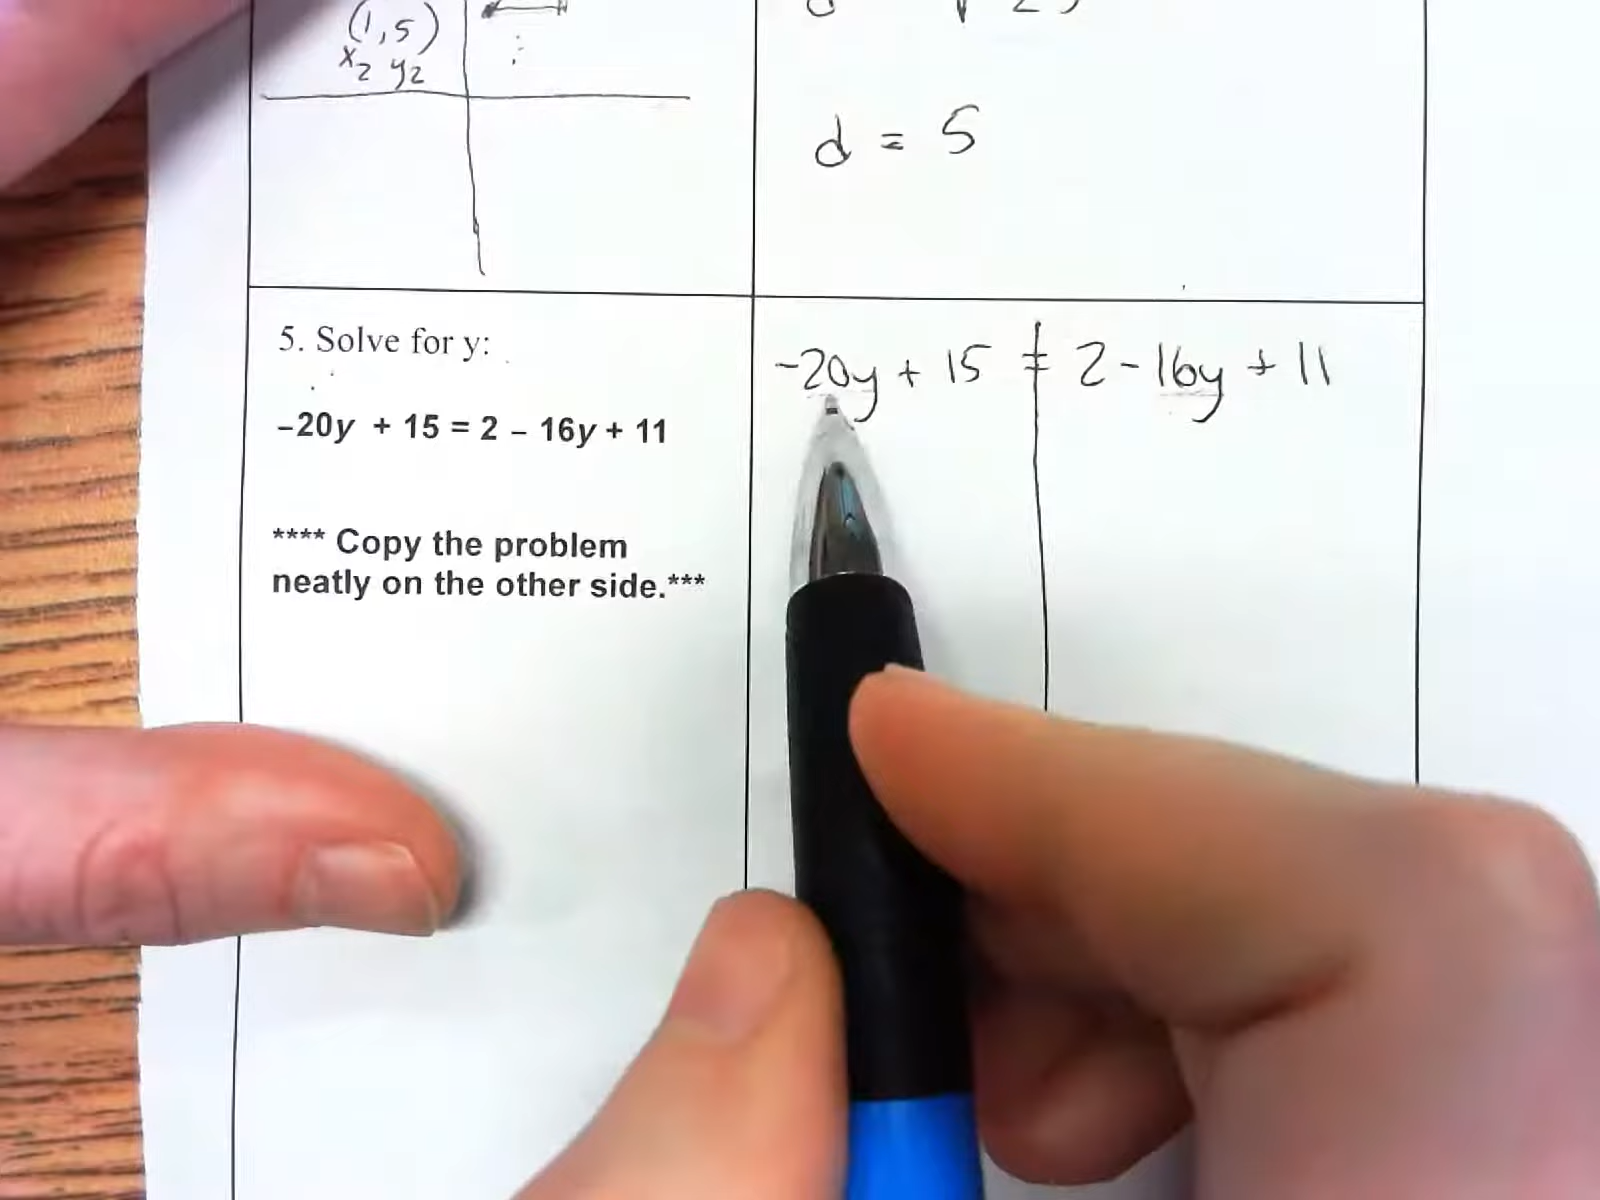 (1,5)
x2 y2
d = 5
5. Solve for y:
−20y + 15 = 2 − 16y + 11
-20y + 15 = 2 - 16y + 11
**** Copy the problem
neatly on the other side.***